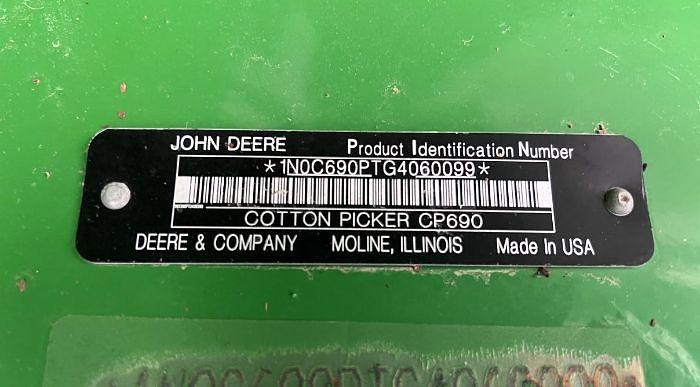 JOHN DEERE Product Identification Number
*1N0C690PTG4060099*
COTTON PICKER CP690
DEERE & COMPANY MOLINE, ILLINOIS Made In USA